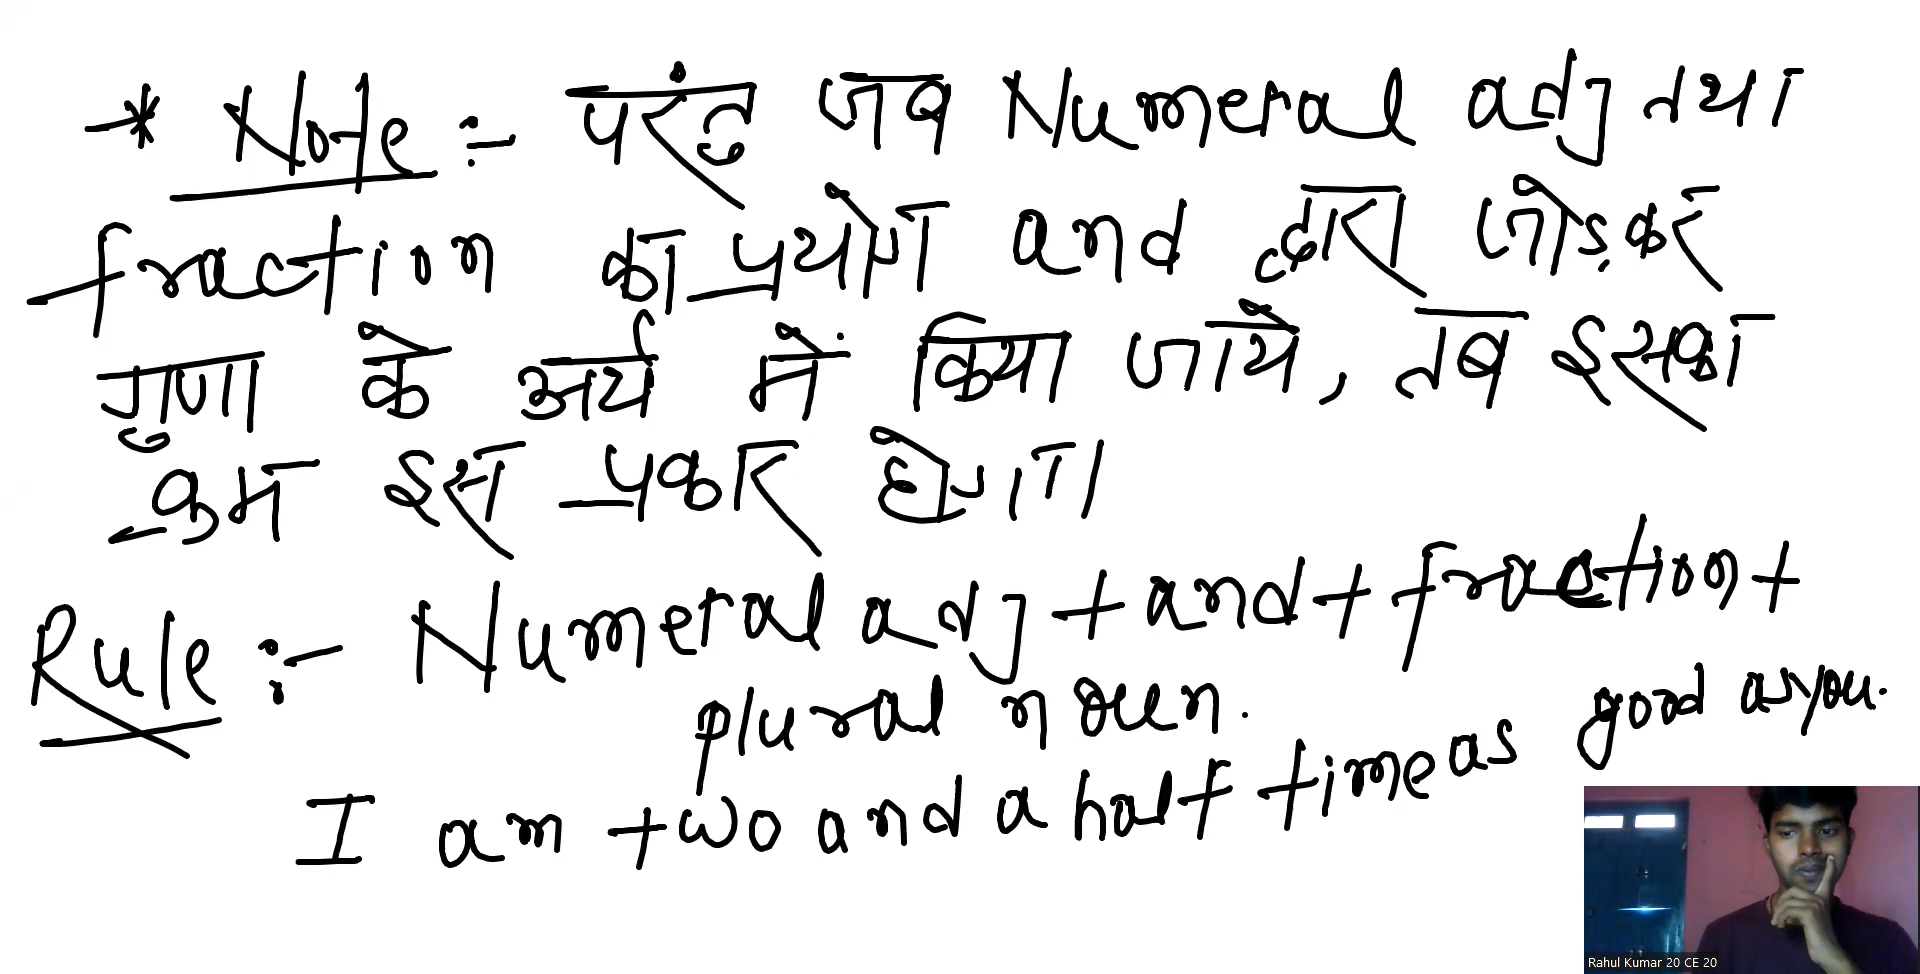 * Note :- परंतु जब Numeral adj तथा
fraction का प्रयोग and द्वारा जोड़कर
गुणा के अर्थ में किया जाये, तब इसका
क्रम इस प्रकार होगा।
Rule :- Numeral adj + and + fraction +
plural noun.
I am two and a half time as good as you.
Rahul Kumar 20 CE 20